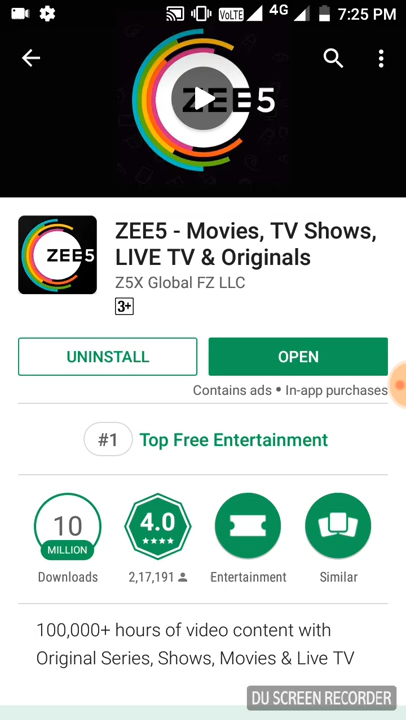 VoLTE 4G 7:25 PM
ZEE5
ZEE5
ZEE5 - Movies, TV Shows,
LIVE TV & Originals
Z5X Global FZ LLC
3+
UNINSTALL
OPEN
Contains ads • In-app purchases
#1 Top Free Entertainment
10
MILLION
Downloads
4.0
2,17,191
Entertainment
Similar
100,000+ hours of video content with
Original Series, Shows, Movies & Live TV
DU SCREEN RECORDER